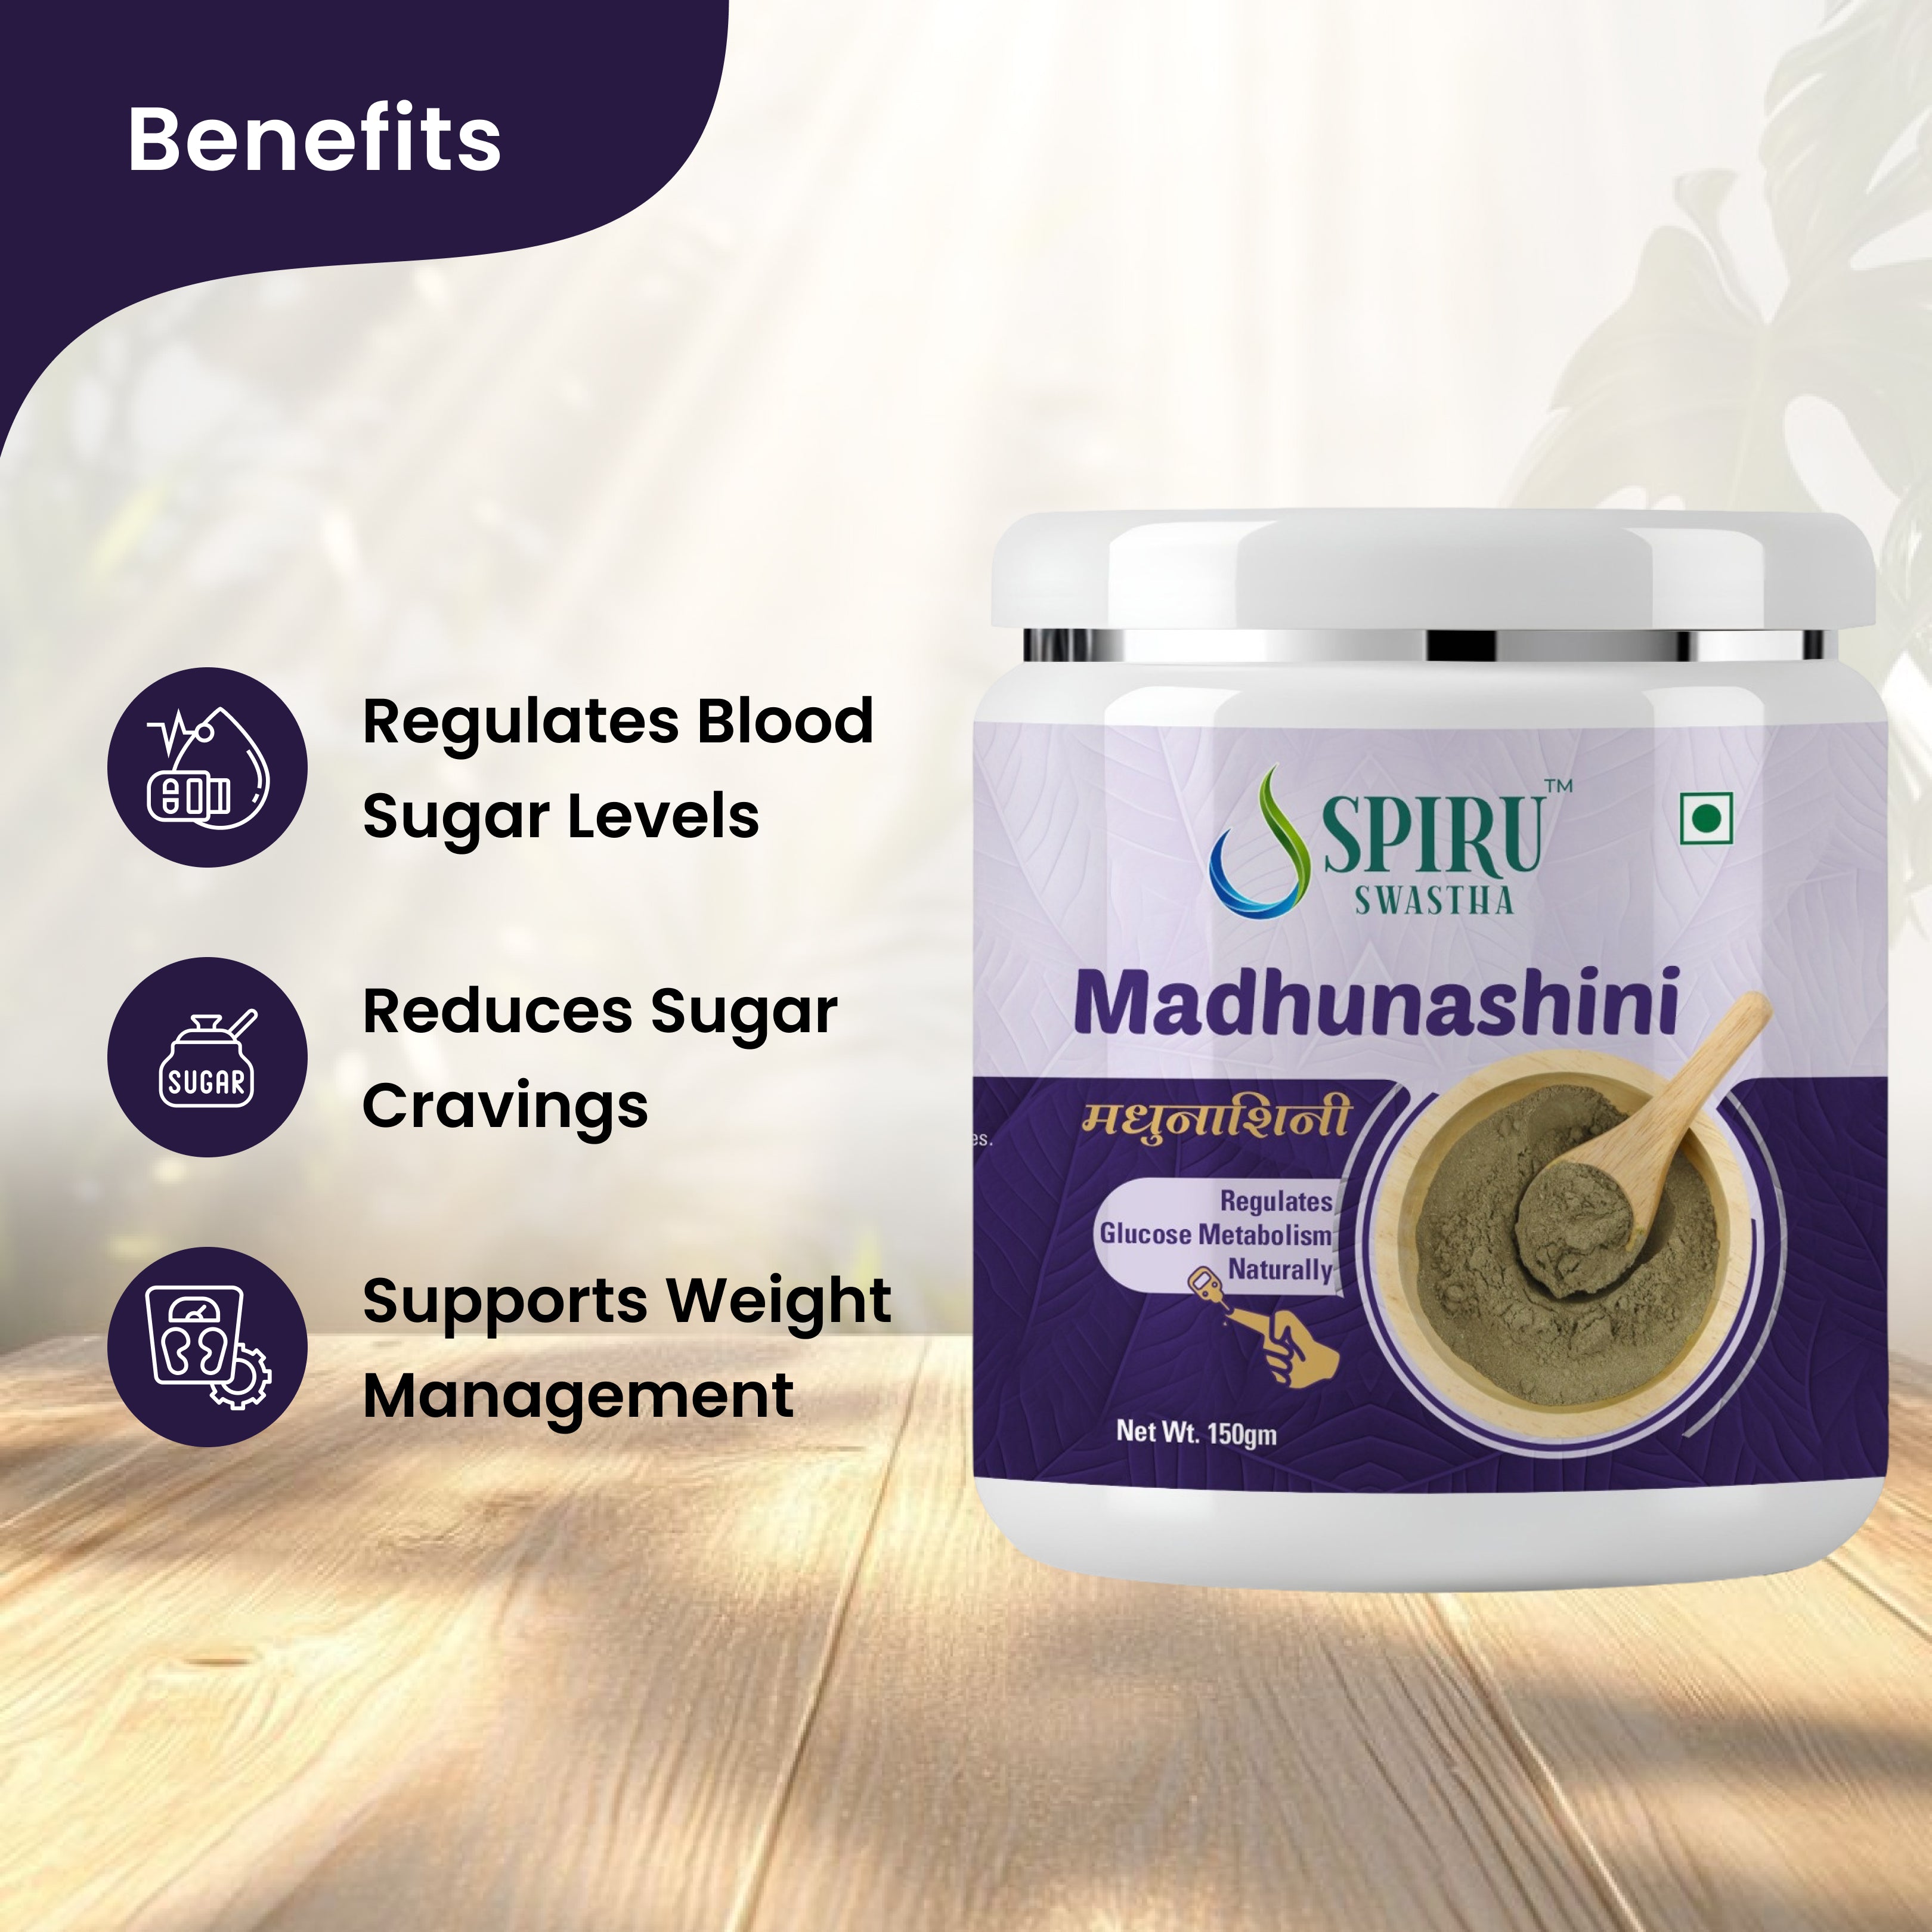 Benefits
Regulates Blood
Sugar Levels
SUGAR
Reduces Sugar
Cravings
Supports Weight
Management
SPIRU™
SWASTHA
Madhunashini
मधुनाशिनी
es.
Regulates
Glucose Metabolism
Naturally
Net Wt. 150gm